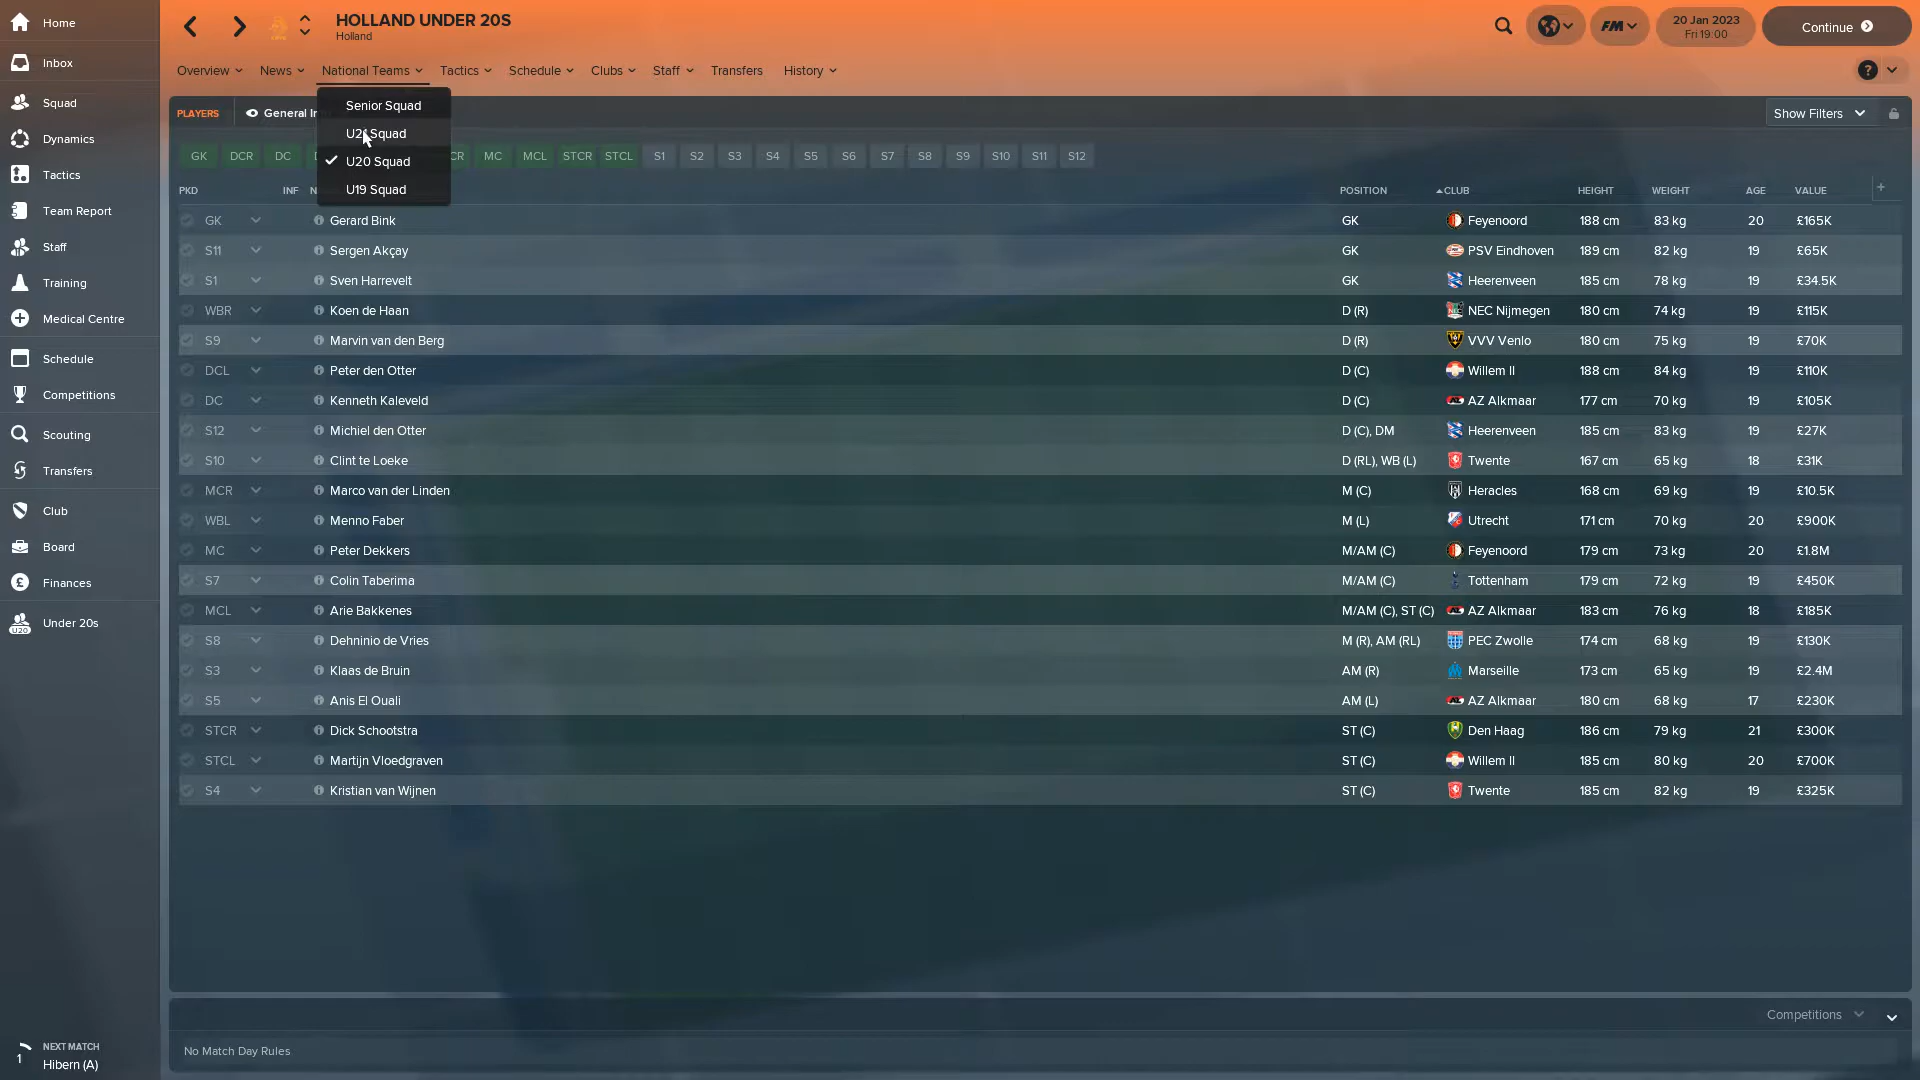 Home
Inbox
Squad
Dynamics
Tactics
Team Report
Staff
Training
Medical Centre
Schedule
Competitions
Scouting
Transfers
Club
Board
Finances
U20 Under 20s
1 NEXT MATCH
Hibern (A)
HOLLAND UNDER 20S
Holland
FM
20 Jan 2023
Fri 19:00
Continue
Overview News National Teams Tactics Schedule Clubs Staff Transfers History
?
PLAYERS General In
Show Filters
Senior Squad
U21 Squad
U20 Squad
U19 Squad
GK DCR DC D CR MC MCL STCR STCL S1 S2 S3 S4 S5 S6 S7 S8 S9 S10 S11 S12
PKD INF N POSITION CLUB HEIGHT WEIGHT AGE VALUE +
GK Gerard Bink GK Feyenoord 188 cm 83 kg 20 £165K
S11 Sergen Akçay GK PSV Eindhoven 189 cm 82 kg 19 £65K
S1 Sven Harrevelt GK Heerenveen 185 cm 78 kg 19 £34.5K
WBR Koen de Haan D (R) NEC Nijmegen 180 cm 74 kg 19 £115K
S9 Marvin van den Berg D (R) VVV Venlo 180 cm 75 kg 19 £70K
DCL Peter den Otter D (C) Willem II 188 cm 84 kg 19 £110K
DC Kenneth Kaleveld D (C) AZ Alkmaar 177 cm 70 kg 19 £105K
S12 Michiel den Otter D (C), DM Heerenveen 185 cm 83 kg 19 £27K
S10 Clint te Loeke D (RL), WB (L) Twente 167 cm 65 kg 18 £31K
MCR Marco van der Linden M (C) Heracles 168 cm 69 kg 19 £10.5K
WBL Menno Faber M (L) Utrecht 171 cm 70 kg 20 £900K
MC Peter Dekkers M/AM (C) Feyenoord 179 cm 73 kg 20 £1.8M
S7 Colin Taberima M/AM (C) Tottenham 179 cm 72 kg 19 £450K
MCL Arie Bakkenes M/AM (C), ST (C) AZ Alkmaar 183 cm 76 kg 18 £185K
S8 Dehninio de Vries M (R), AM (RL) PEC Zwolle 174 cm 68 kg 19 £130K
S3 Klaas de Bruin AM (R) Marseille 173 cm 65 kg 19 £2.4M
S5 Anis El Ouali AM (L) AZ Alkmaar 180 cm 68 kg 17 £230K
STCR Dick Schootstra ST (C) Den Haag 186 cm 79 kg 21 £300K
STCL Martijn Vloedgraven ST (C) Willem II 185 cm 80 kg 20 £700K
S4 Kristian van Wijnen ST (C) Twente 185 cm 82 kg 19 £325K
Competitions
No Match Day Rules